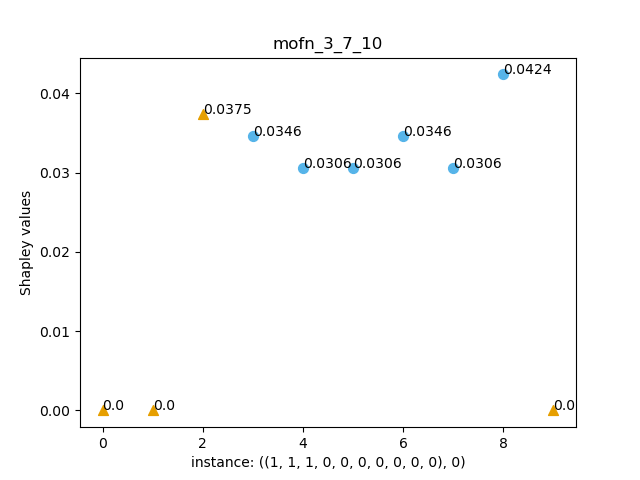 mofn_3_7_10
0.0424
0.04
0.0375
0.0346 0.0346
0.0306 0.0306 0.0306
0.03
Shapley values
0.02
0.01
0.00
0.0 0.0 0.0
0 2 4 6 8
instance: ((1, 1, 1, 0, 0, 0, 0, 0, 0, 0), 0)